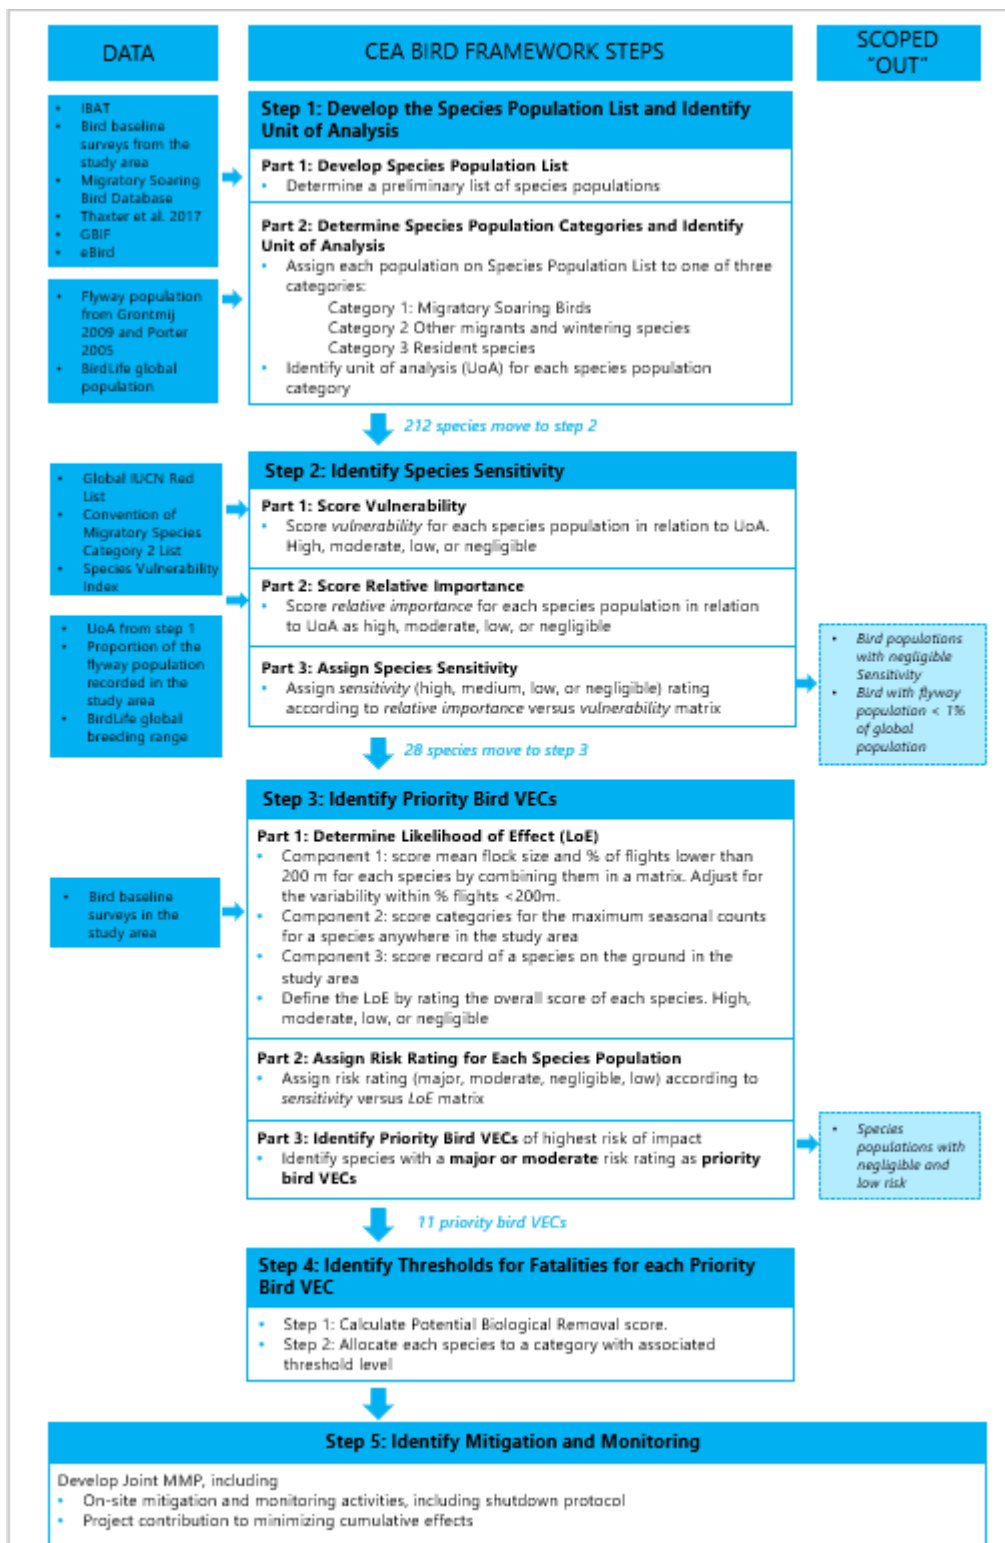 DATA
CEA BIRD FRAMEWORK STEPS
SCOPED
"OUT"
• IBAT
• Bird baseline
surveys from the
study area
• Migratory Soaring
Bird Database
• Thaxter et al. 2017
• GBIF
• eBird
• Flyway population
from Grontmij
2009 and Porter
2005
• BirdLife global
population
Step 1: Develop the Species Population List and Identify
Unit of Analysis
Part 1: Develop Species Population List
• Determine a preliminary list of species populations
Part 2: Determine Species Population Categories and Identify
Unit of Analysis
• Assign each population on Species Population List to one of three
categories:
Category 1: Migratory Soaring Birds
Category 2 Other migrants and wintering species
Category 3 Resident species
• Identify unit of analysis (UoA) for each species population
category
212 species move to step 2
• Global IUCN Red
List
• Convention of
Migratory Species
Category 2 List
• Species Vulnerability
Index
• UoA from step 1
• Proportion of the
flyway population
recorded in the
study area
• BirdLife global
breeding range
Step 2: Identify Species Sensitivity
Part 1: Score Vulnerability
• Score vulnerability for each species population in relation to UoA.
High, moderate, low, or negligible
Part 2: Score Relative Importance
• Score relative importance for each species population in relation
to UoA as high, moderate, low, or negligible
Part 3: Assign Species Sensitivity
• Assign sensitivity (high, medium, low, or negligible) rating
according to relative importance versus vulnerability matrix
• Bird populations
with negligible
Sensitivity
• Bird with flyway
population < 1%
of global
population
28 species move to step 3
Step 3: Identify Priority Bird VECs
Part 1: Determine Likelihood of Effect (LoE)
• Component 1: score mean flock size and % of flights lower than
200 m for each species by combining them in a matrix. Adjust for
the variability within % flights <200m.
• Component 2: score categories for the maximum seasonal counts
for a species anywhere in the study area
• Component 3: score record of a species on the ground in the
study area
• Define the LoE by rating the overall score of each species. High,
moderate, low, or negligible
• Bird baseline
surveys in the
study area
Part 2: Assign Risk Rating for Each Species Population
• Assign risk rating (major, moderate, negligible, low) according to
sensitivity versus LoE matrix
Part 3: Identify Priority Bird VECs of highest risk of impact
• Identify species with a major or moderate risk rating as priority
bird VECs
• Species
populations with
negligible and
low risk
11 priority bird VECs
Step 4: Identify Thresholds for Fatalities for each Priority
Bird VEC
• Step 1: Calculate Potential Biological Removal score.
• Step 2: Allocate each species to a category with associated
threshold level
Step 5: Identify Mitigation and Monitoring
Develop Joint MMP, including
• On-site mitigation and monitoring activities, including shutdown protocol
• Project contribution to minimizing cumulative effects